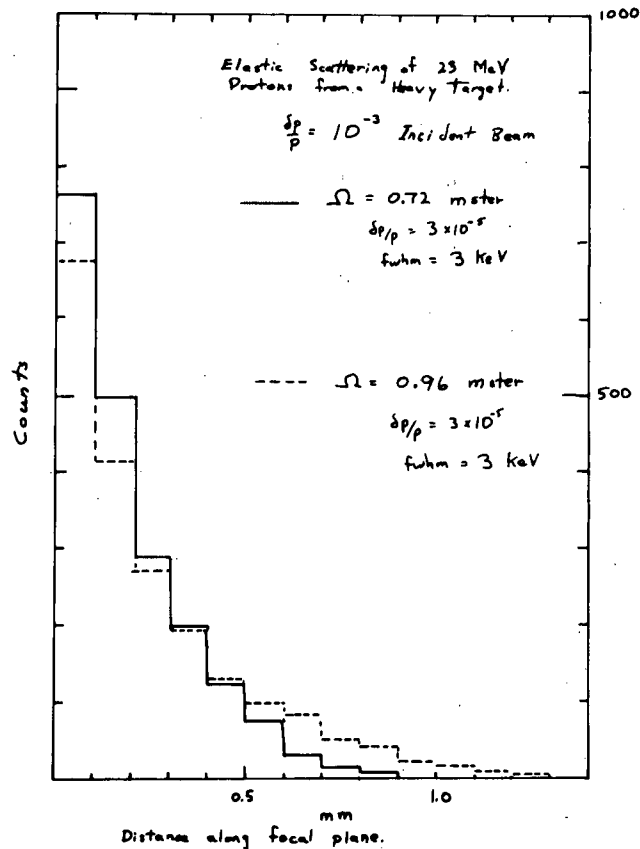 1000
Elastic Scattering of 23 MeV
Protons from a Heavy Target.
δp/p = 10^-3 Incident Beam
Ω = 0.72 meter
δp/p = 3 × 10^-5
fwhm = 3 KeV
Counts
Ω = 0.96 meter
500
δp/p = 3 × 10^-5
fwhm = 3 KeV
0.5
1.0
mm
Distance along focal plane.